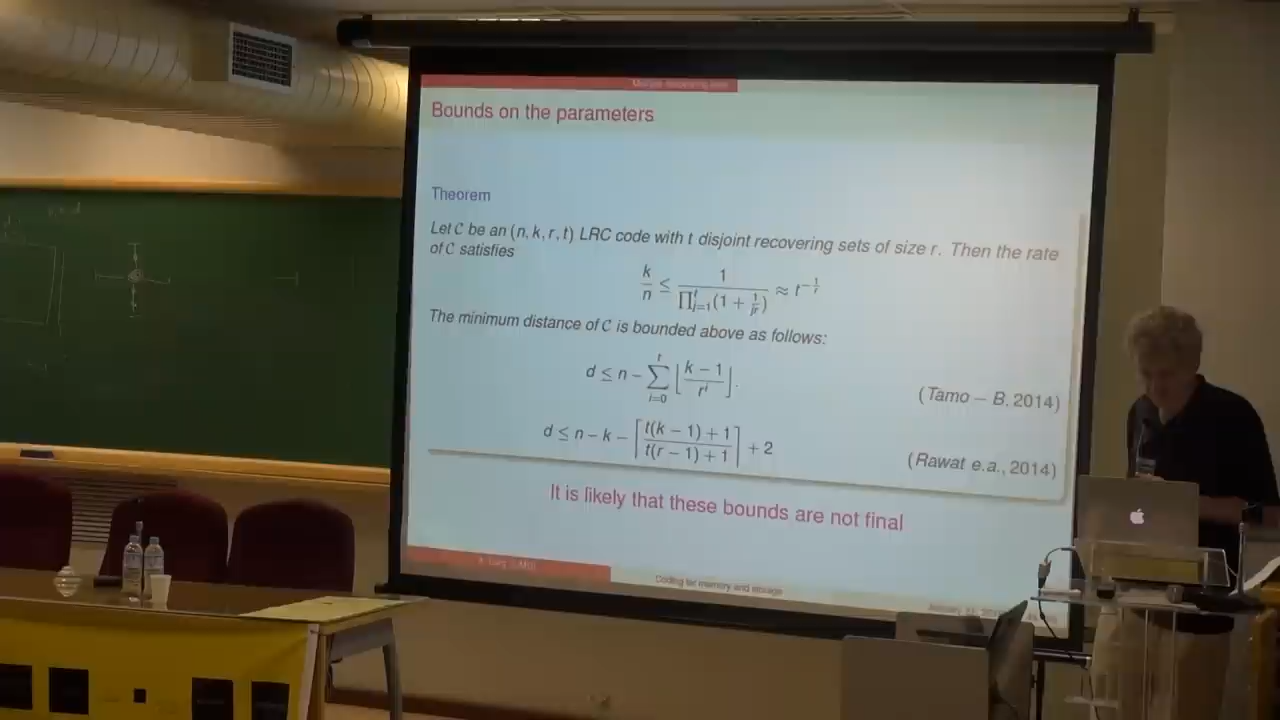 Bounds on the parameters
Theorem
Let C be an (n, k, r, t) LRC code with t disjoint recovering sets of size r. Then the rate
of C satisfies
k/n ≤ 1/∏ᵗⱼ₌₁(1 + 1/jr) ≈ t^(-1/r)
The minimum distance of C is bounded above as follows:
d ≤ n − ∑ᵗᵢ₌₀ ⌊(k − 1)/rⁱ⌋.
(Tamo – B, 2014)
d ≤ n − k − ⌈(t(k − 1) + 1)/(t(r − 1) + 1)⌉ + 2
(Rawat e.a., 2014)
It is likely that these bounds are not final
Coding for memory and storage